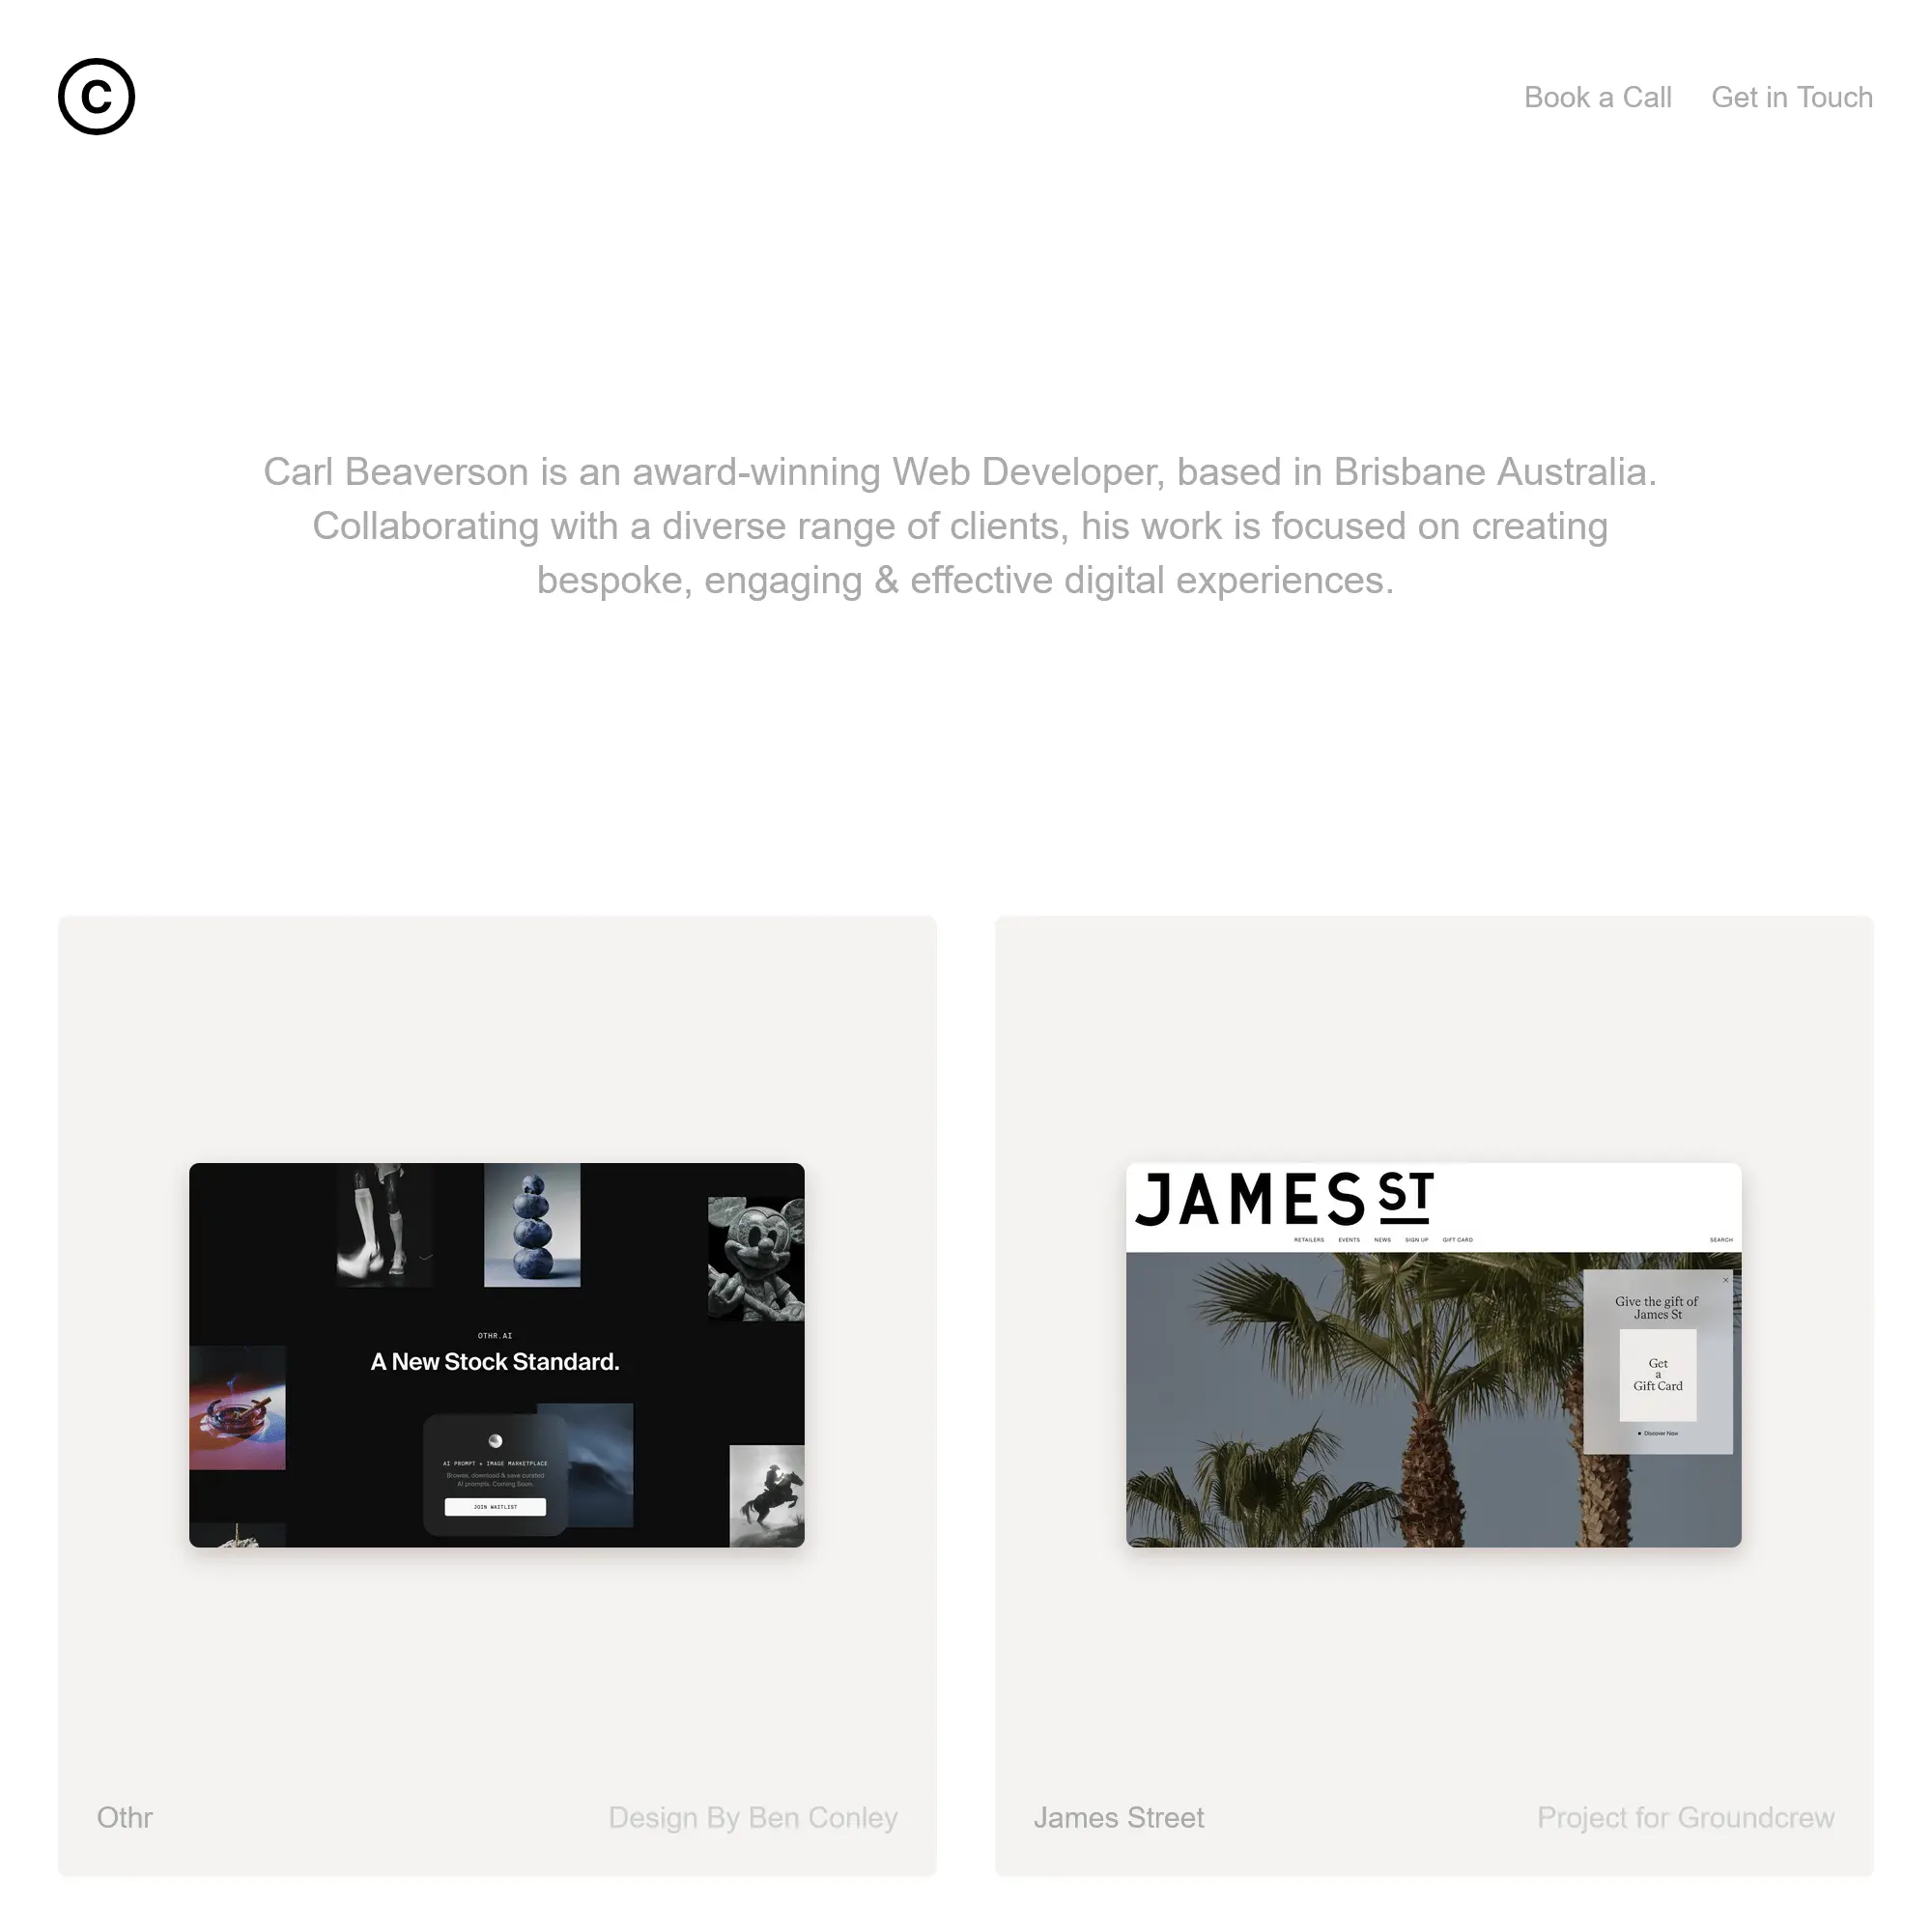 C
Book a Call
Get in Touch
Carl Beaverson is an award-winning Web Developer, based in Brisbane Australia.
Collaborating with a diverse range of clients, his work is focused on creating
bespoke, engaging & effective digital experiences.
OTHR.AI
A New Stock Standard.
AI PROMPT + IMAGE MARKETPLACE
Browse, download & save curated
AI prompts. Coming Soon.
JOIN WAITLIST
Othr
Design By Ben Conley
JAMES ST
RETAILERS
EVENTS
NEWS
SIGN UP
GIFT CARD
SEARCH
Give the gift of
James St
Get
a
Gift Card
Discover Now
James Street
Project for Groundcrew